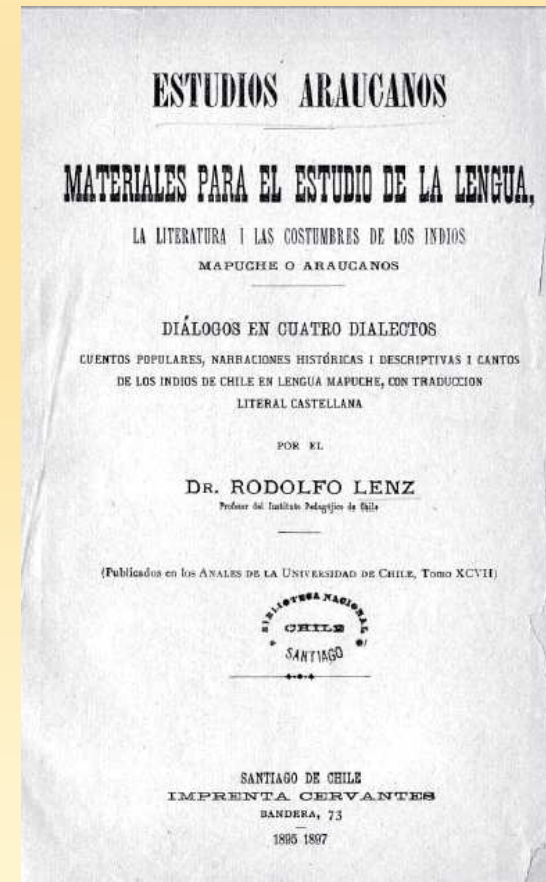 ESTUDIOS ARAUCANOS
MATERIALES PARA EL ESTUDIO DE LA LENGUA,
LA LITERATURA I LAS COSTUMBRES DE LOS INDIOS
MAPUCHE O ARAUCANOS
DIÁLOGOS EN CUATRO DIALECTOS
CUENTOS POPULARES, NARRACIONES HISTÓRICAS I DESCRIPTIVAS I CANTOS
DE LOS INDIOS DE CHILE EN LENGUA MAPUCHE, CON TRADUCCION
LITERAL CASTELLANA
POR EL
DR. RODOLFO LENZ
Profesor del Instituto Pedagójico de Chile
(Publicados en los ANALES DE LA UNIVERSIDAD DE CHILE, Tomo XCVII)
BIBLIOTECA NACIONAL
CHILE
SANTIAGO
SANTIAGO DE CHILE
IMPRENTA CERVANTES
BANDERA, 73
1895 1897